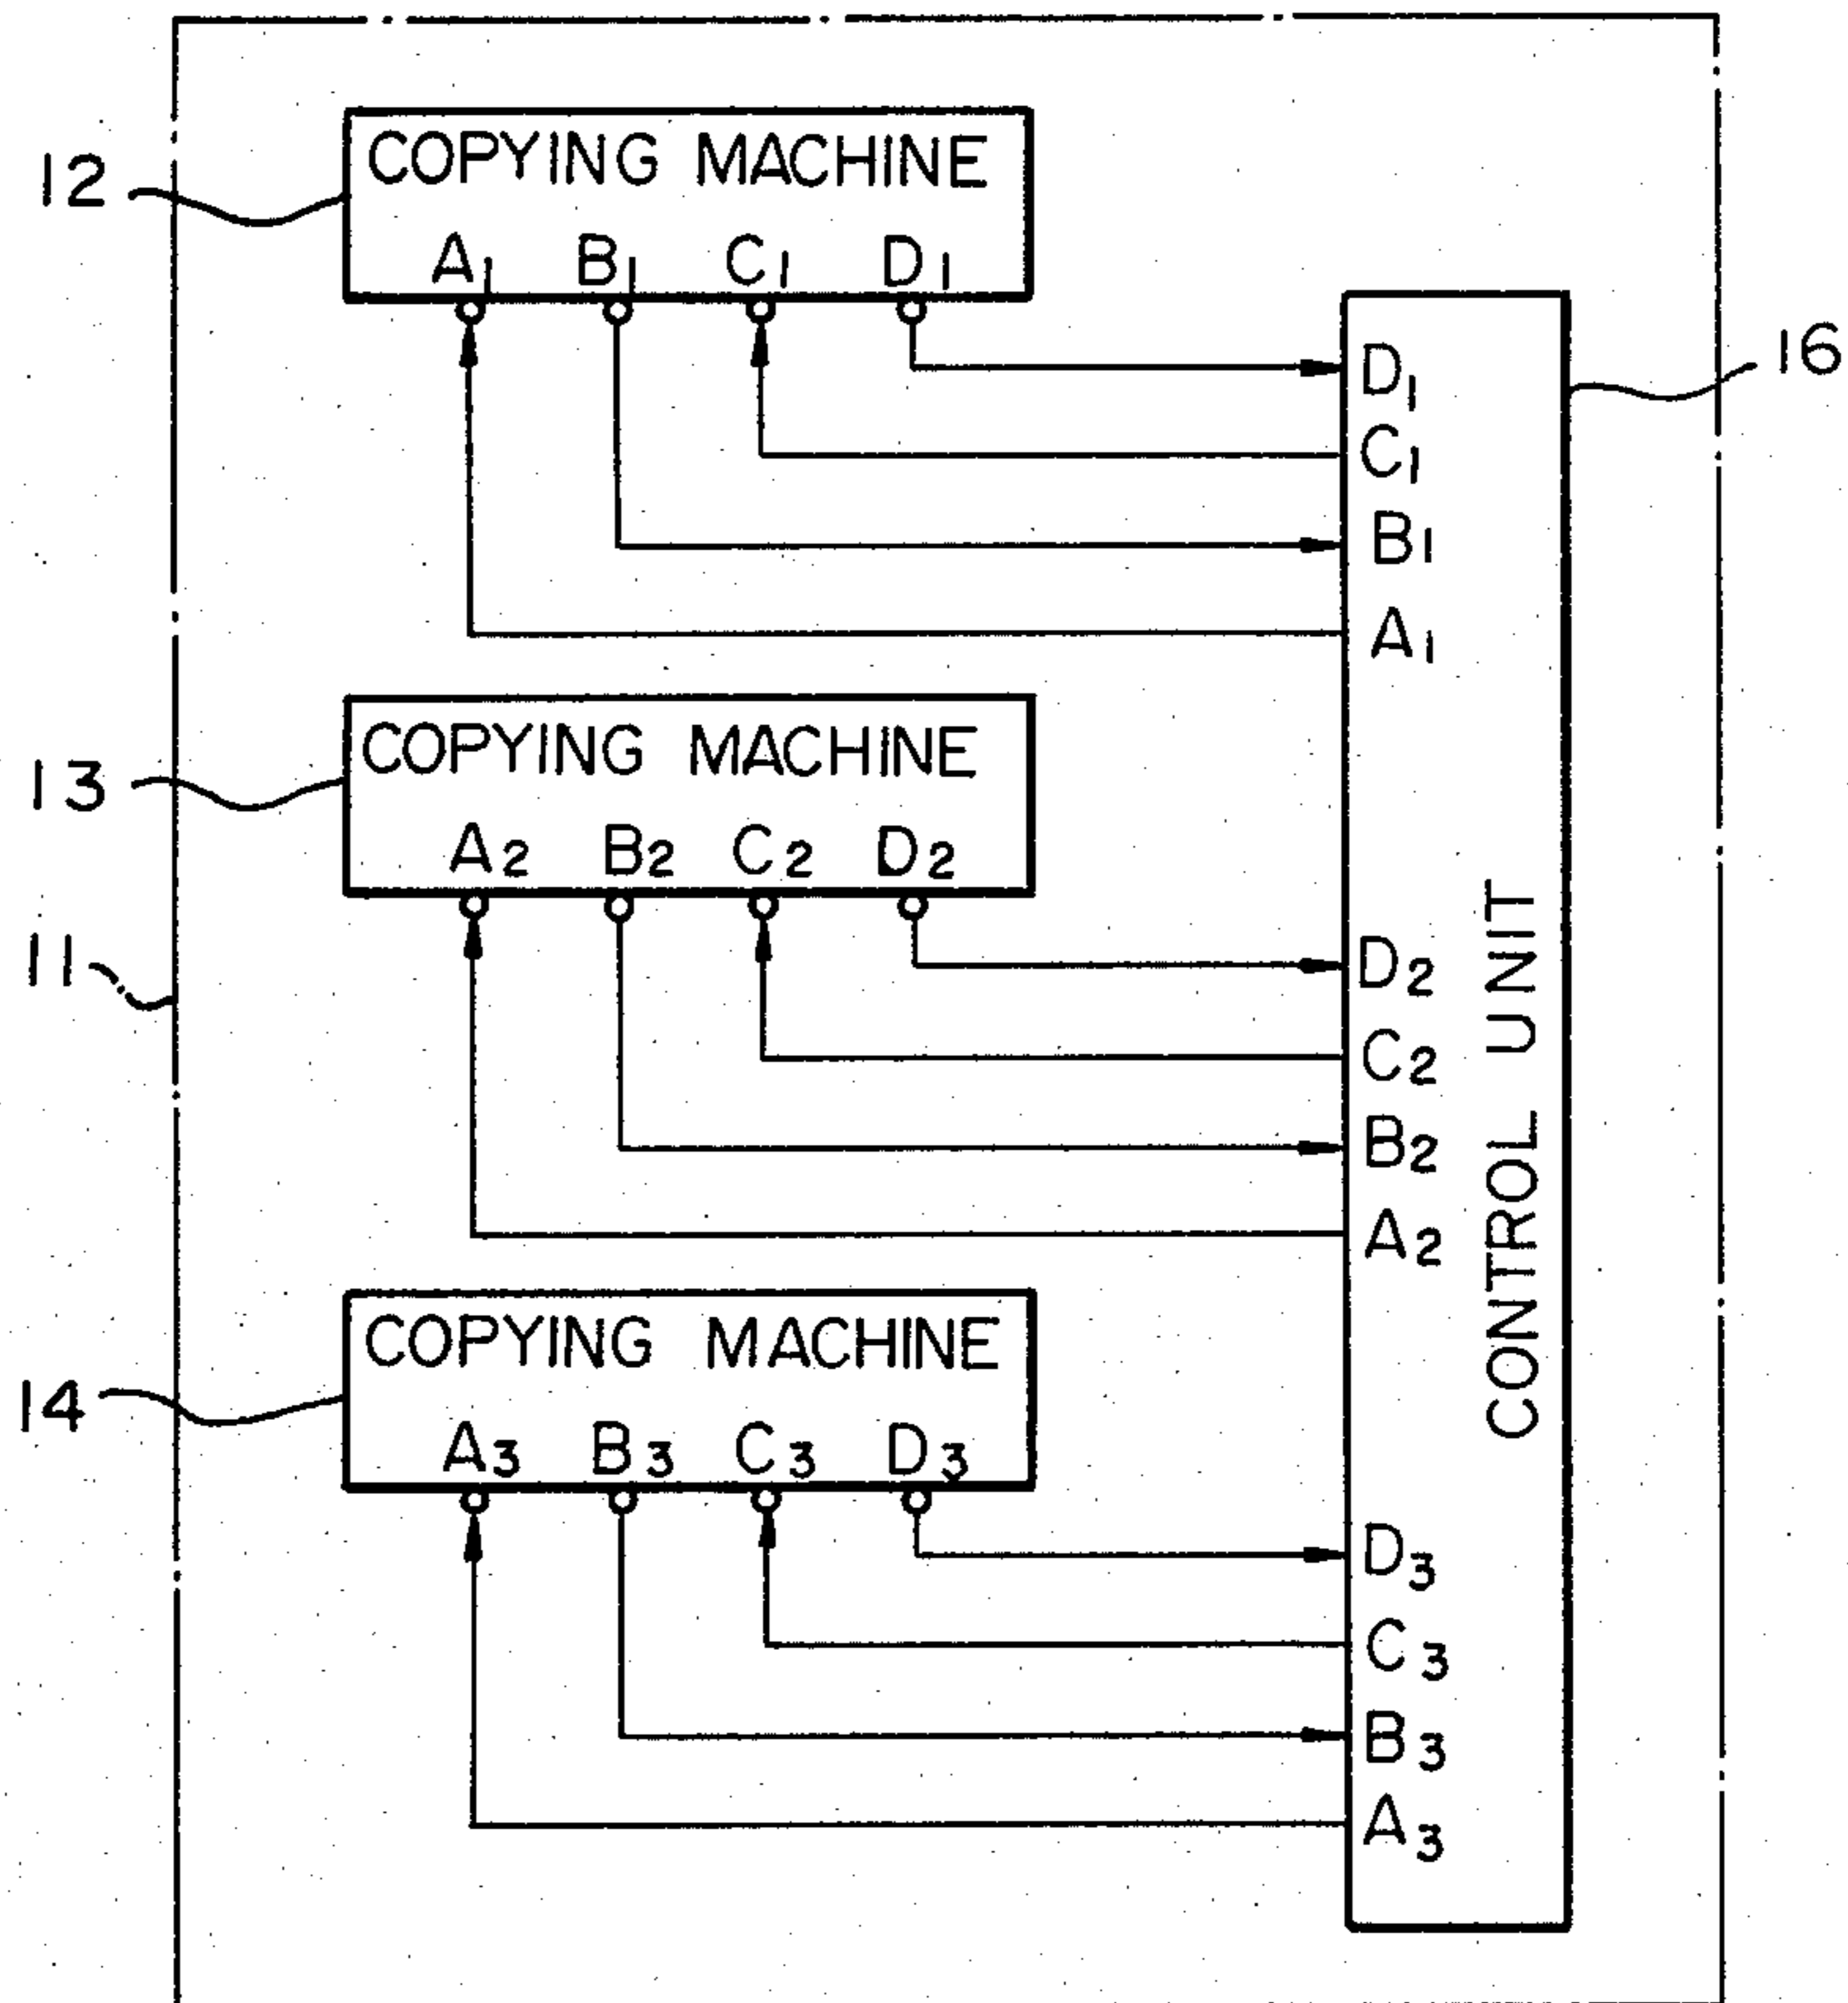 12
COPYING MACHINE
A1 B1 C1 D1
16
D1
C1
B1
A1
13
COPYING MACHINE
A2 B2 C2 D2
11
D2
C2
B2
A2
CONTROL UNIT
14
COPYING MACHINE
A3 B3 C3 D3
D3
C3
B3
A3